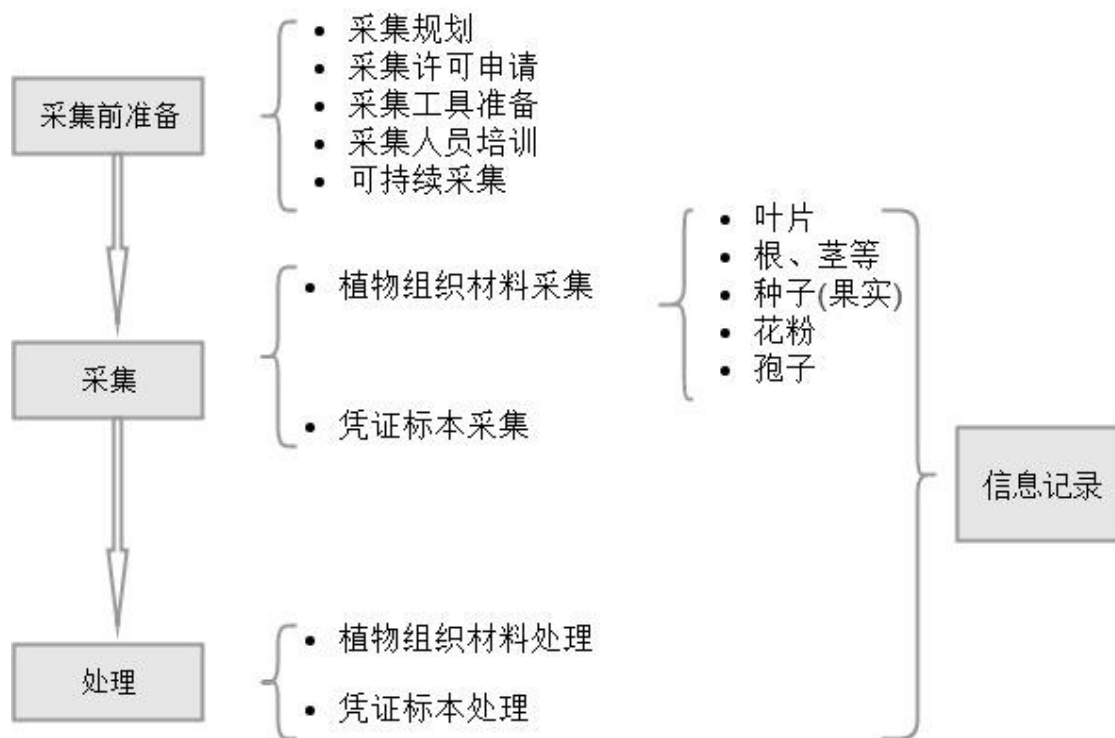 采集前准备
• 采集规划
• 采集许可申请
• 采集工具准备
• 采集人员培训
• 可持续采集
采集
• 植物组织材料采集
• 叶片
• 根、茎等
• 种子(果实)
• 花粉
• 孢子
• 凭证标本采集
信息记录
处理
• 植物组织材料处理
• 凭证标本处理